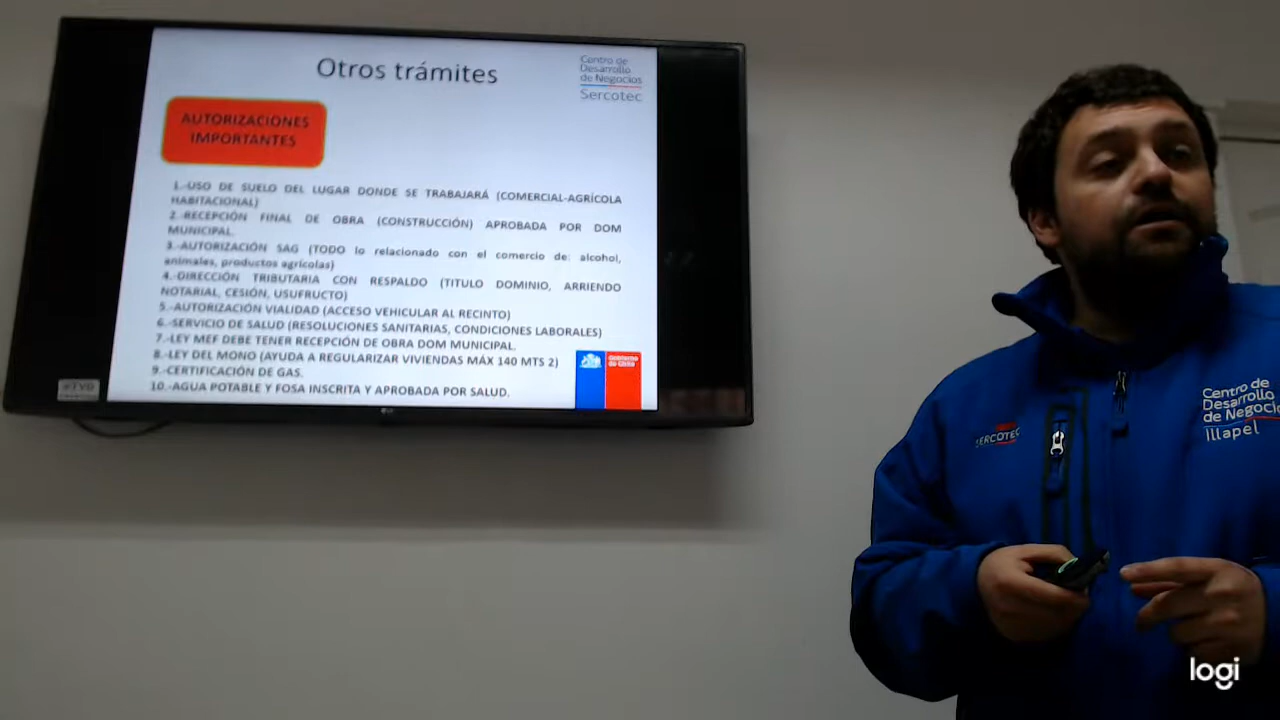 Otros trámites
Centro de
Desarrollo
de Negocios
Sercotec
AUTORIZACIONES
IMPORTANTES
1.-USO DE SUELO DEL LUGAR DONDE SE TRABAJARÁ (COMERCIAL-AGRÍCOLA
HABITACIONAL)
2.-RECEPCIÓN FINAL DE OBRA (CONSTRUCCIÓN) APROBADA POR DOM
MUNICIPAL.
3.-AUTORIZACIÓN SAG (TODO lo relacionado con el comercio de: alcohol,
animales, productos agrícolas)
4.-DIRECCIÓN TRIBUTARIA CON RESPALDO (TITULO DOMINIO, ARRIENDO
NOTARIAL, CESIÓN, USUFRUCTO)
5.-AUTORIZACIÓN VIALIDAD (ACCESO VEHICULAR AL RECINTO)
6.-SERVICIO DE SALUD (RESOLUCIONES SANITARIAS, CONDICIONES LABORALES)
7.-LEY MEF DEBE TENER RECEPCIÓN DE OBRA DOM MUNICIPAL.
8.-LEY DEL MONO (AYUDA A REGULARIZAR VIVIENDAS MÁX 140 MTS 2)
9.-CERTIFICACIÓN DE GAS.
10.-AGUA POTABLE Y FOSA INSCRITA Y APROBADA POR SALUD.
Gobierno
de Chile
LG
SERCOTEC
Centro de
Desarrollo
de Negocio
Illapel
logi